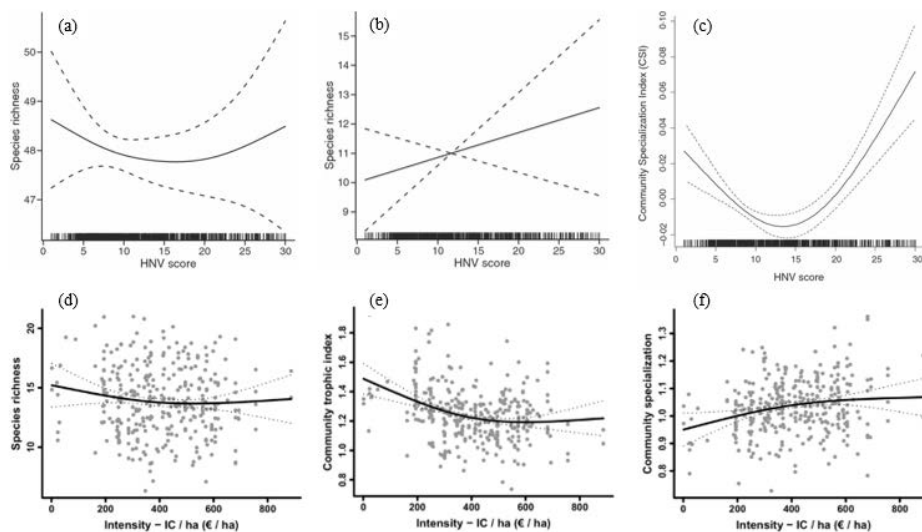 (a)
Species richness
50
49
48
47
0 5 10 15 20 25 30
HNV score
(b)
Species richness
15
14
13
12
11
10
9
0 5 10 15 20 25 30
HNV score
(c)
Community Specialization Index (CSI)
0.10
0.08
0.06
0.04
0.02
0.00
−0.02
0 5 10 15 20 25 30
HNV score
(d)
Species richness
20
15
10
0 200 400 600 800
Intensity − IC / ha (€ / ha)
(e)
Community trophic index
1.8
1.6
1.4
1.2
1.0
0.8
0 200 400 600 800
Intensity − IC / ha (€ / ha)
(f)
Community specialization
1.3
1.2
1.1
1.0
0.9
0.8
0 200 400 600 800
Intensity − IC / ha (€ / ha)